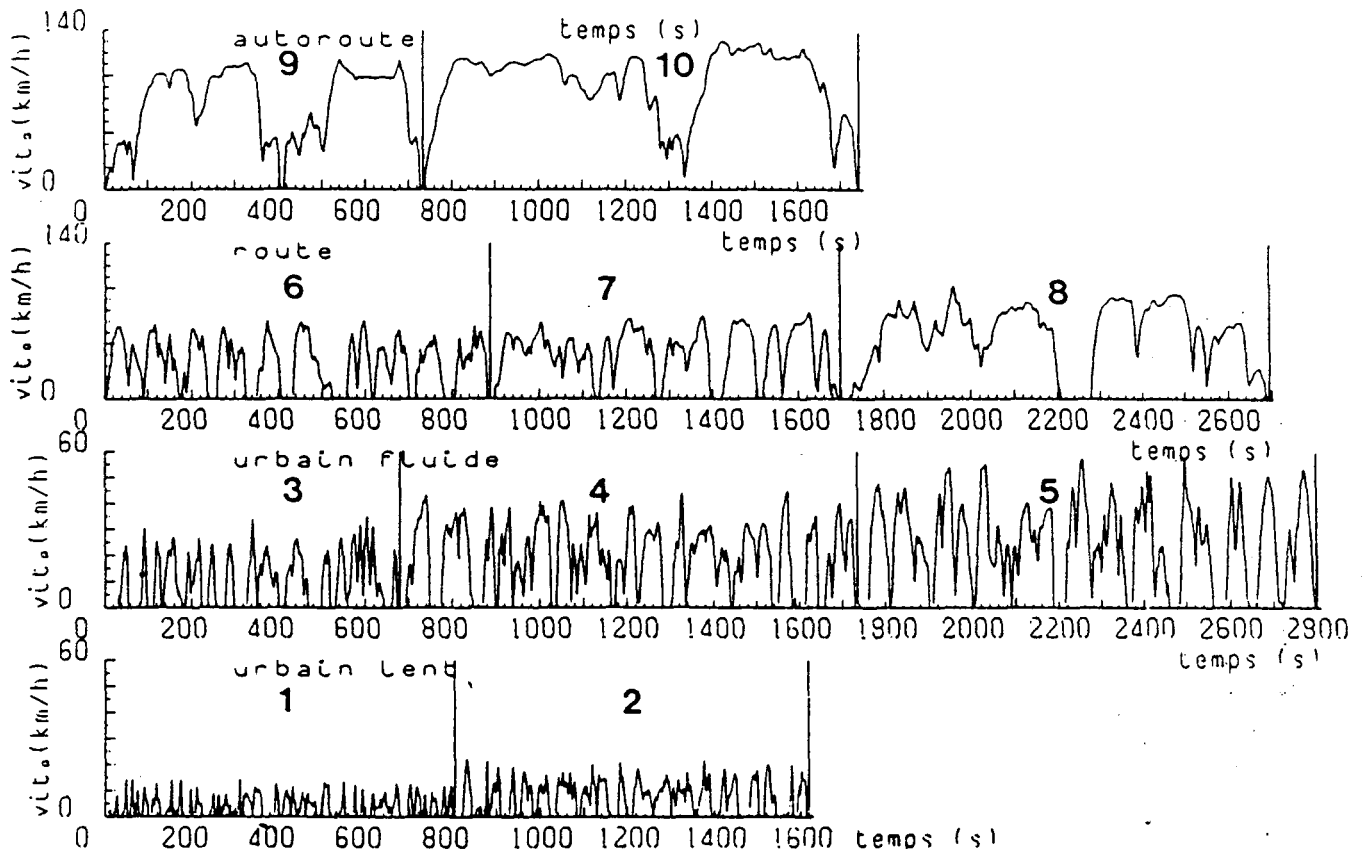 140
autoroute
temps (s)
9
10
vit.(km/h)
0
0 200 400 600 800 1000 1200 1400 1600
140
route
temps (s)
6
7
8
vit.(km/h)
0
0 200 400 600 800 1000 1200 1400 1600 1800 2000 2200 2400 2600
temps (s)
60
urbain fluide
3
4
5
vit.(km/h)
0
0 200 400 600 800 1000 1200 1400 1600 1800 2000 2200 2400 2600 2800
temps (s)
60
urbain lent
1
2
vit.(km/h)
0
0 200 400 600 800 1000 1200 1400 1600 temps (s)